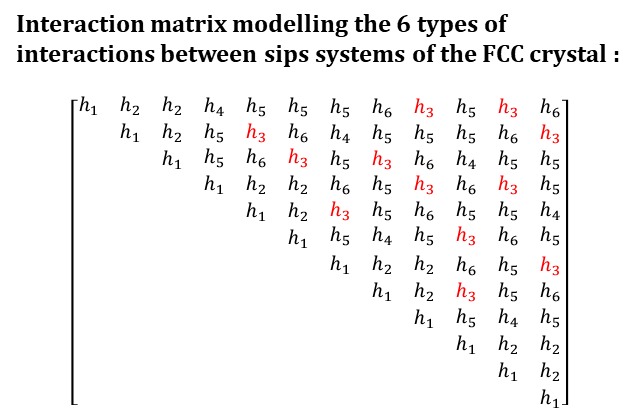 Interaction matrix modelling the 6 types of
interactions between sips systems of the FCC crystal :
h₁ h₂ h₂ h₄ h₅ h₅ h₅ h₆ h₃ h₅ h₃ h₆
h₁ h₂ h₅ h₃ h₆ h₄ h₅ h₅ h₅ h₆ h₃
h₁ h₅ h₆ h₃ h₅ h₃ h₆ h₄ h₅ h₅
h₁ h₂ h₂ h₆ h₅ h₃ h₆ h₃ h₅
h₁ h₂ h₃ h₅ h₆ h₅ h₅ h₄
h₁ h₅ h₄ h₅ h₃ h₆ h₅
h₁ h₂ h₂ h₆ h₅ h₃
h₁ h₂ h₃ h₅ h₆
h₁ h₅ h₄ h₅
h₁ h₂ h₂
h₁ h₂
h₁